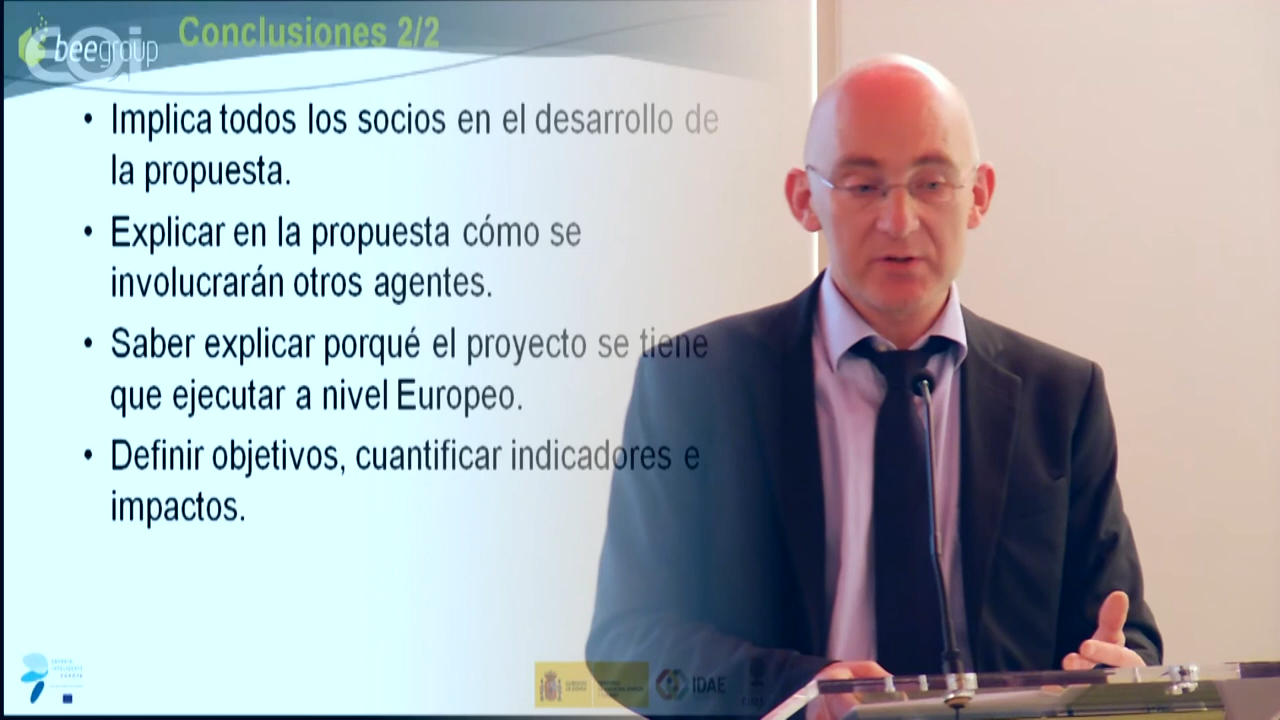 Conclusiones 2/2
beegroup
eoi
Implica todos los socios en el desarrollo de
la propuesta.
Explicar en la propuesta cómo se
involucrarán otros agentes.
Saber explicar porqué el proyecto se tiene
que ejecutar a nivel Europeo.
Definir objetivos, cuantificar indicadores e
impactos.
IDAE